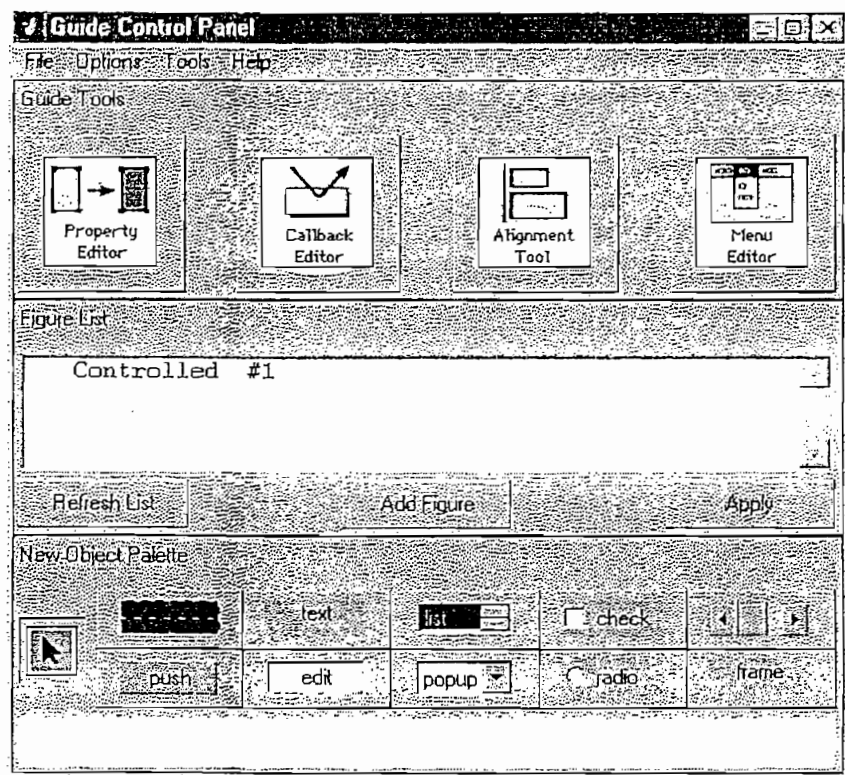 Guide Control Panel
File Options Tools Help
Guide Tools
Property Editor
Callback Editor
Alignment Tool
Menu Editor
Figure List
Controlled #1
Refresh List Add Figure Apply
New Object Palette
text list check
push edit popup radio frame